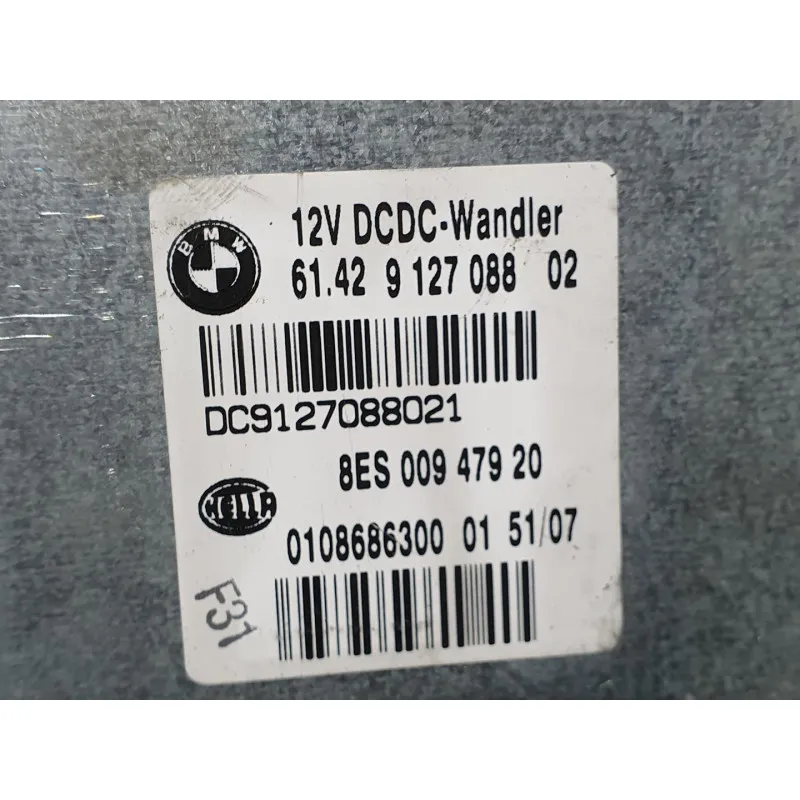 12V DCDC-Wandler
BMW
61.42 9 127 088 02
DC9127088021
8ES 009 479 20
HELLA
0108686300 01 51/07
F31